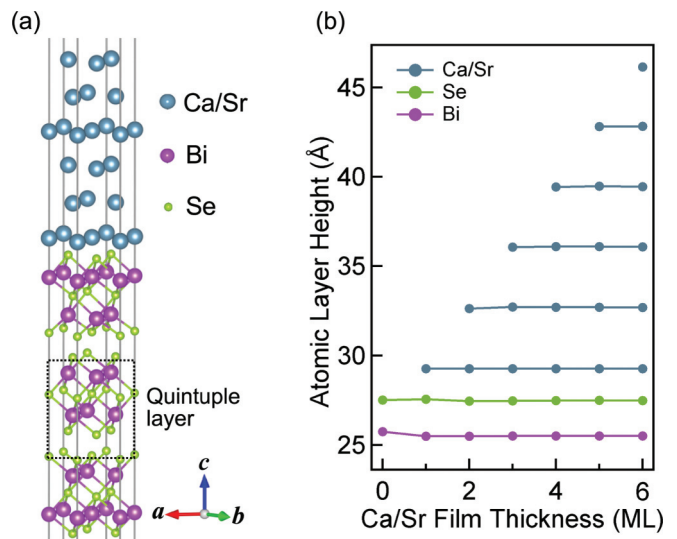 (a)
Ca/Sr
Bi
Se
Quintuple
layer
c
a
b
(b)
Ca/Sr
Se
Bi
45
40
35
30
25
Atomic Layer Height (Å)
0 2 4 6
Ca/Sr Film Thickness (ML)